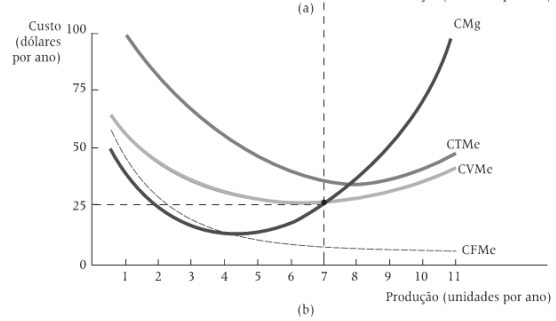 (a)
Custo
(dólares
por ano)
100
75
50
25
0
CMg
CTMe
CVMe
CFMe
1 2 3 4 5 6 7 8 9 10 11
Produção (unidades por ano)
(b)